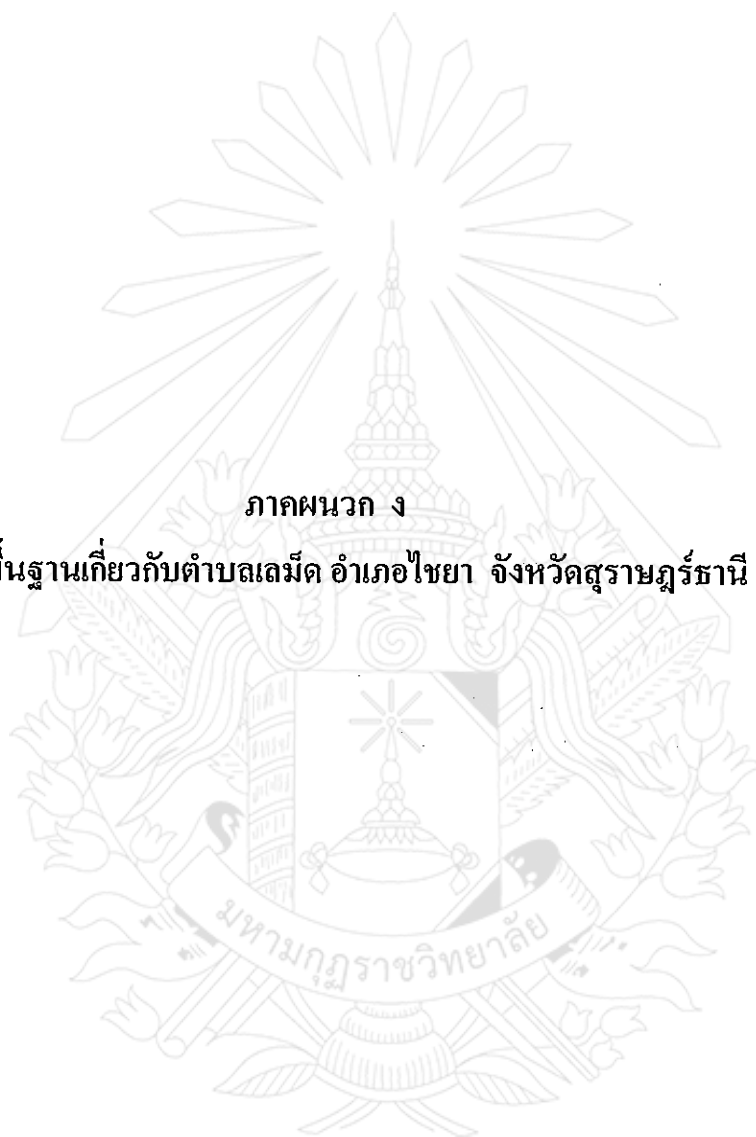 ภาคผนวก ง
พื้นฐานเกี่ยวกับตำบลเลม็ด อำเภอไชยา จังหวัดสุราษฎร์ธานี
มหามกุฏราชวิทยาลัย